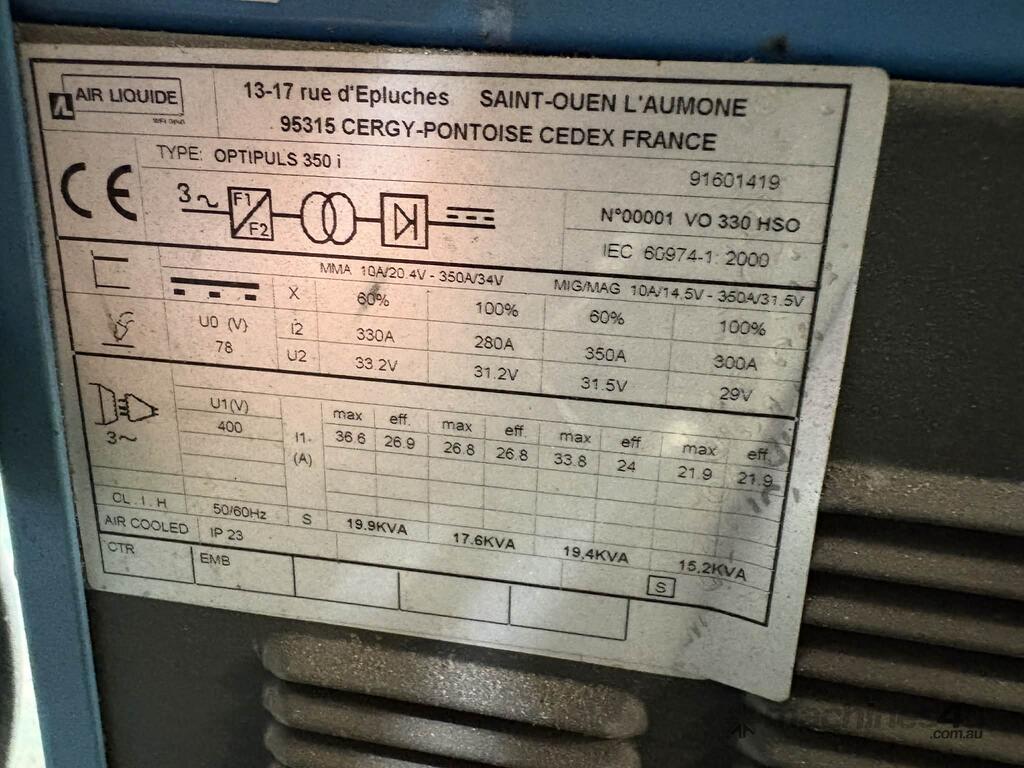 AIR LIQUIDE
13-17 rue d'Epluches SAINT-OUEN L'AUMONE
95315 CERGY-PONTOISE CEDEX FRANCE
CE
TYPE: OPTIPULS 350 i
91601419
3~ F1 F2
N°00001 VO 330 HSO
IEC 60974-1: 2000
MMA 10A/20.4V - 350A/34V MIG/MAG 10A/14.5V - 350A/31.5V
X 60% 100% 60% 100%
U0 (V) I2 330A 280A 350A 300A
78 U2 33.2V 31.2V 31.5V 29V
U1(V) max eff. max eff. max eff. max eff.
400 I1 36.6 26.9 26.8 26.8 33.8 24 21.9 21.9
3~ (A)
CL . I . H 50/60Hz S 19.9KVA 17.6KVA 19.4KVA 15.2KVA
AIR COOLED IP 23
S
CTR EMB
.com.au